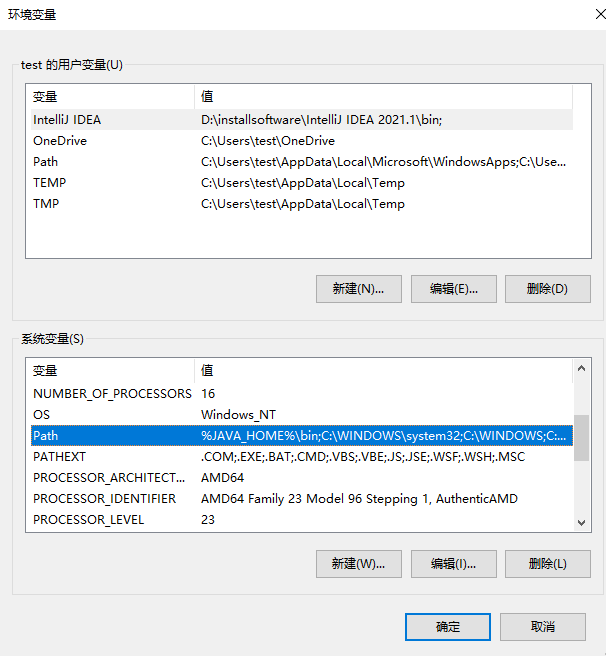 环境变量
test 的用户变量(U)
变量 值
IntelliJ IDEA D:\installsoftware\IntelliJ IDEA 2021.1\bin;
OneDrive C:\Users\test\OneDrive
Path C:\Users\test\AppData\Local\Microsoft\WindowsApps;C:\Use...
TEMP C:\Users\test\AppData\Local\Temp
TMP C:\Users\test\AppData\Local\Temp
新建(N)... 编辑(E)... 删除(D)
系统变量(S)
变量 值
NUMBER_OF_PROCESSORS 16
OS Windows_NT
Path %JAVA_HOME%\bin;C:\WINDOWS\system32;C:\WINDOWS;C:...
PATHEXT .COM;.EXE;.BAT;.CMD;.VBS;.VBE;.JS;.JSE;.WSF;.WSH;.MSC
PROCESSOR_ARCHITECT... AMD64
PROCESSOR_IDENTIFIER AMD64 Family 23 Model 96 Stepping 1, AuthenticAMD
PROCESSOR_LEVEL 23
新建(W)... 编辑(I)... 删除(L)
确定 取消